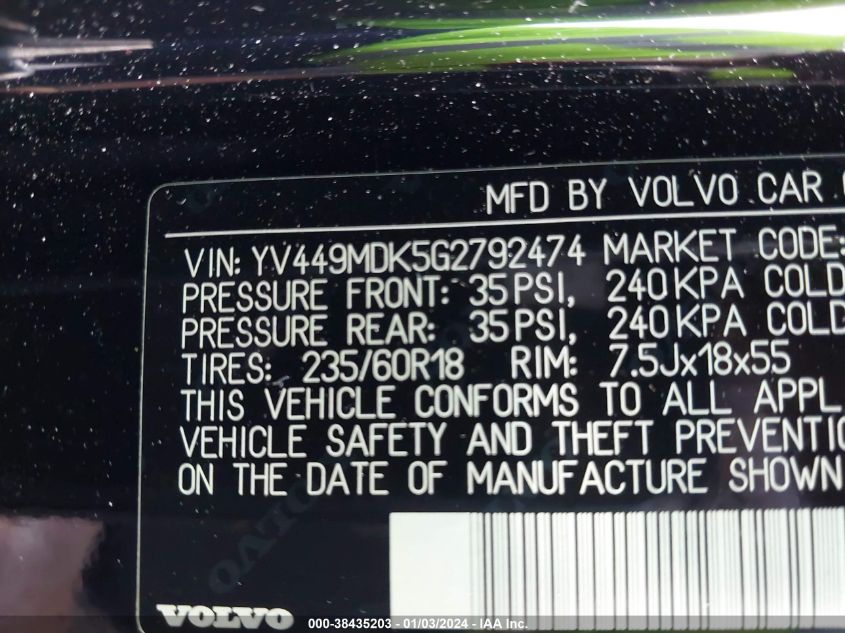 MFD BY VOLVO CAR
VIN: YV449MDK5G2792474 MARKET CODE:
PRESSURE FRONT: 35PSI, 240KPA COLD
PRESSURE REAR: 35PSI, 240KPA COLD
TIRES: 235/60R18 RIM: 7.5Jx18x55
THIS VEHICLE CONFORMS TO ALL APPL
VEHICLE SAFETY AND THEFT PREVENTIO
ON THE DATE OF MANUFACTURE SHOWN
VOLVO
VOLVO
000-38435203 - 01/03/2024 - IAA Inc.